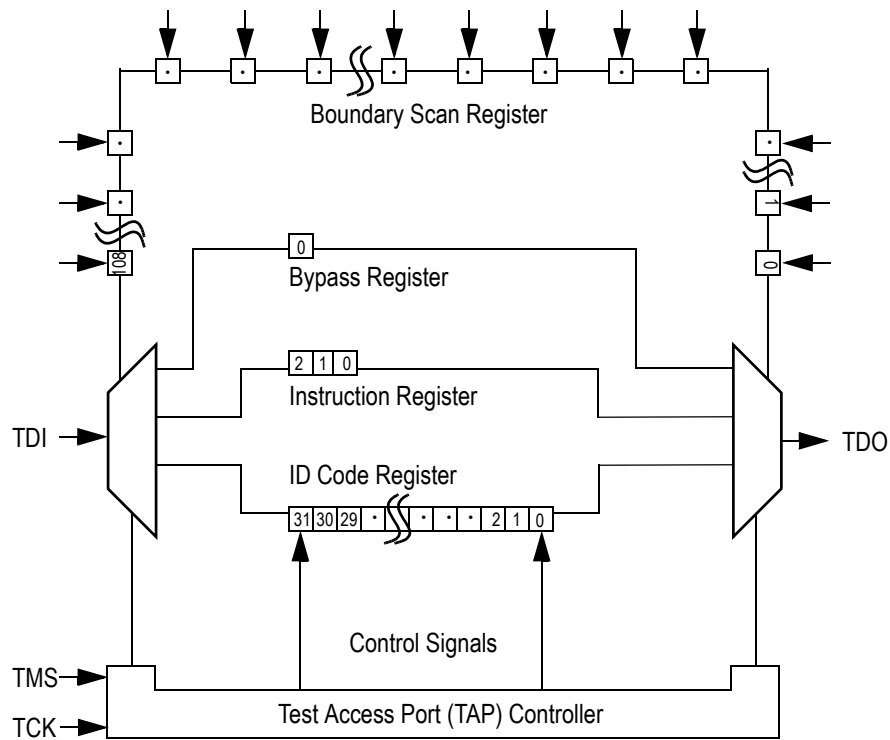 Boundary Scan Register
1
108
0
0
Bypass Register
2 1 0
Instruction Register
TDI
TDO
ID Code Register
31 30 29 · · · · 2 1 0
Control Signals
TMS
Test Access Port (TAP) Controller
TCK